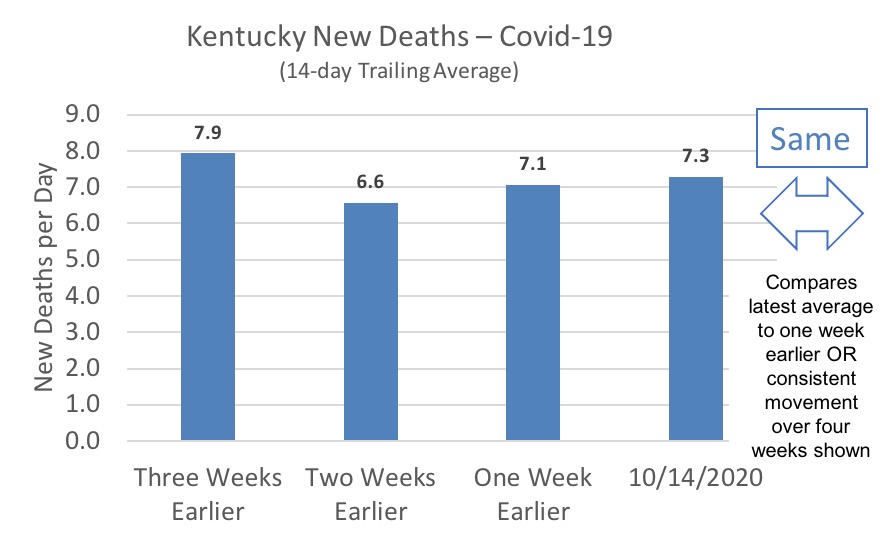 Kentucky New Deaths – Covid-19
(14-day Trailing Average)
New Deaths per Day
9.0
8.0
7.0
6.0
5.0
4.0
3.0
2.0
1.0
0.0
7.9
6.6
7.1
7.3
Three Weeks
Earlier
Two Weeks
Earlier
One Week
Earlier
10/14/2020
Same
Compares
latest average
to one week
earlier OR
consistent
movement
over four
weeks shown